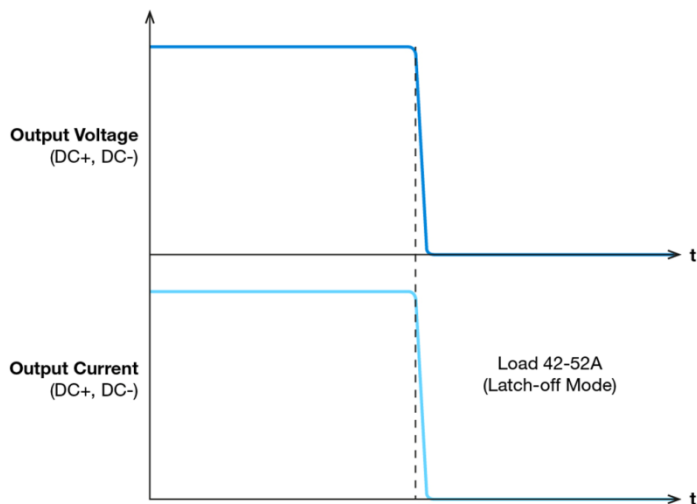 Output Voltage
(DC+, DC-)
t
Output Current
(DC+, DC-)
Load 42-52A
(Latch-off Mode)
t